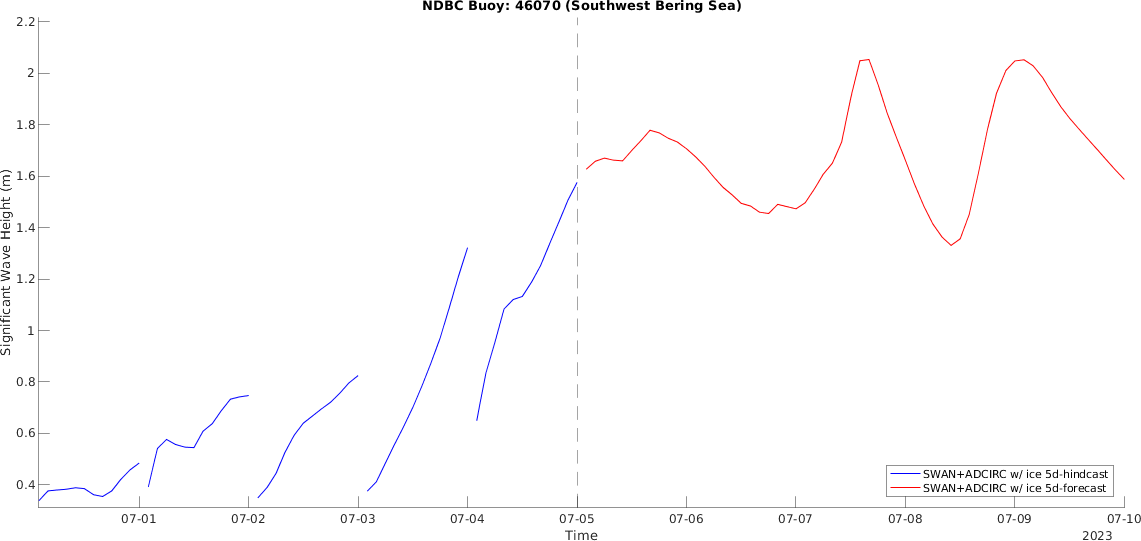 NDBC Buoy: 46070 (Southwest Bering Sea)
Significant Wave Height (m)
2.2
2
1.8
1.6
1.4
1.2
1
0.8
0.6
0.4
SWAN+ADCIRC w/ ice 5d-hindcast
SWAN+ADCIRC w/ ice 5d-forecast
07-01 07-02 07-03 07-04 07-05 07-06 07-07 07-08 07-09 07-10
Time
2023